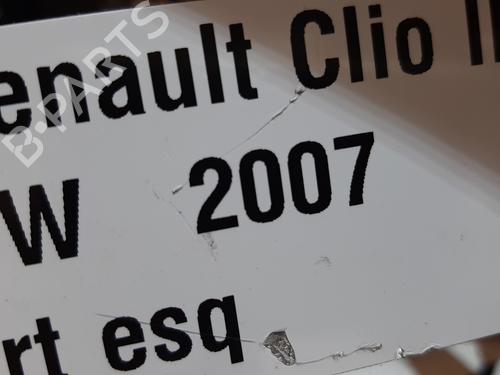 enault Clio II
W 2007
rt esq
B-PARTS